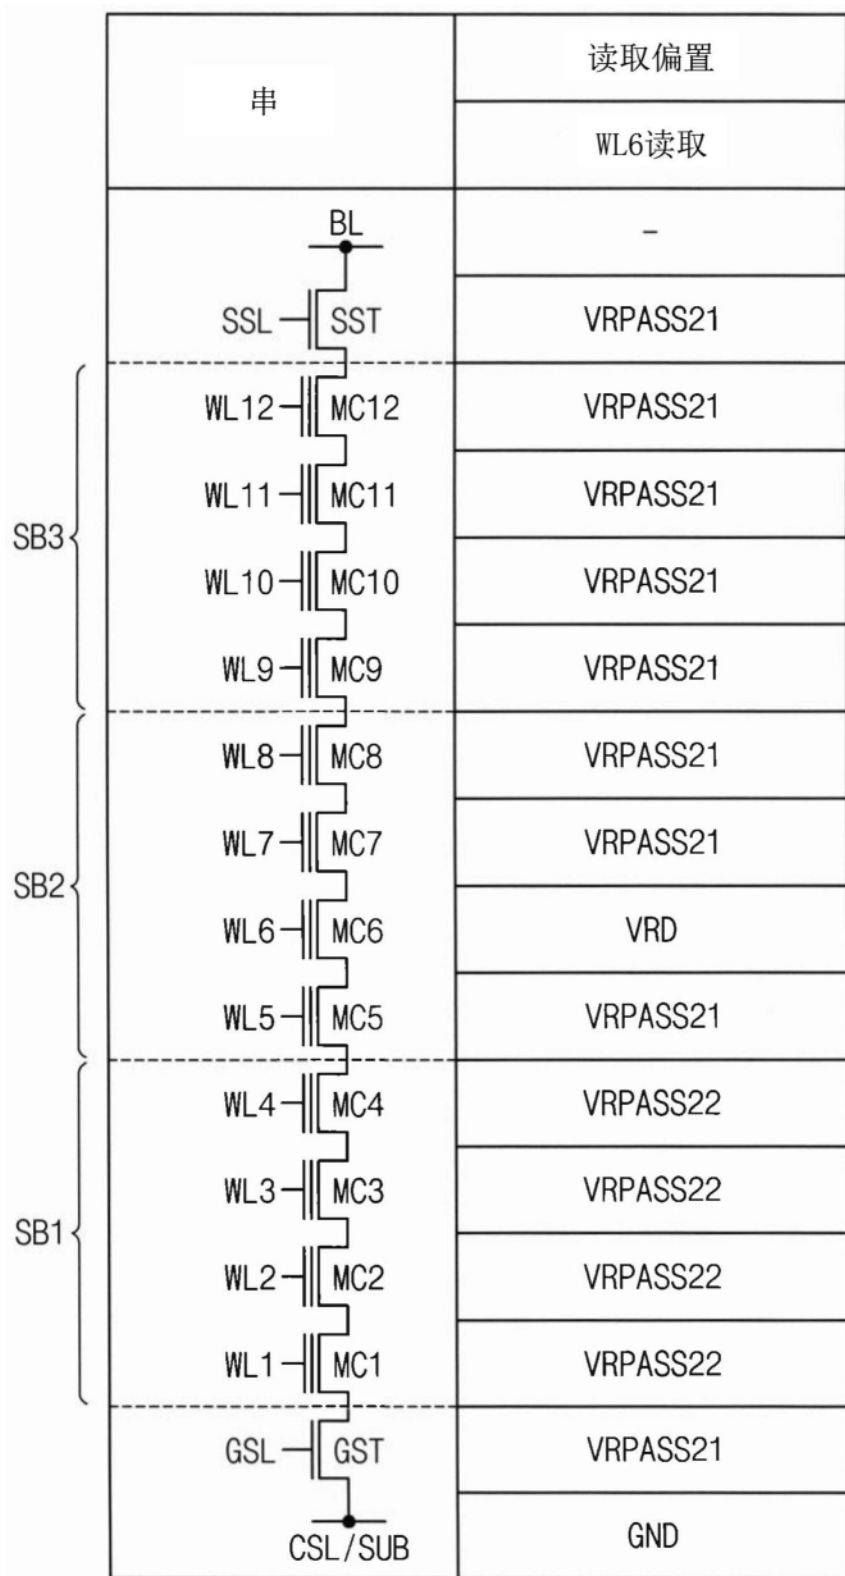 串
读取偏置
WL6读取
BL
-
SSL SST VRPASS21
WL12 MC12 VRPASS21
WL11 MC11 VRPASS21
SB3
WL10 MC10 VRPASS21
WL9 MC9 VRPASS21
WL8 MC8 VRPASS21
WL7 MC7 VRPASS21
SB2
WL6 MC6 VRD
WL5 MC5 VRPASS21
WL4 MC4 VRPASS22
WL3 MC3 VRPASS22
SB1
WL2 MC2 VRPASS22
WL1 MC1 VRPASS22
GSL GST VRPASS21
CSL/SUB GND